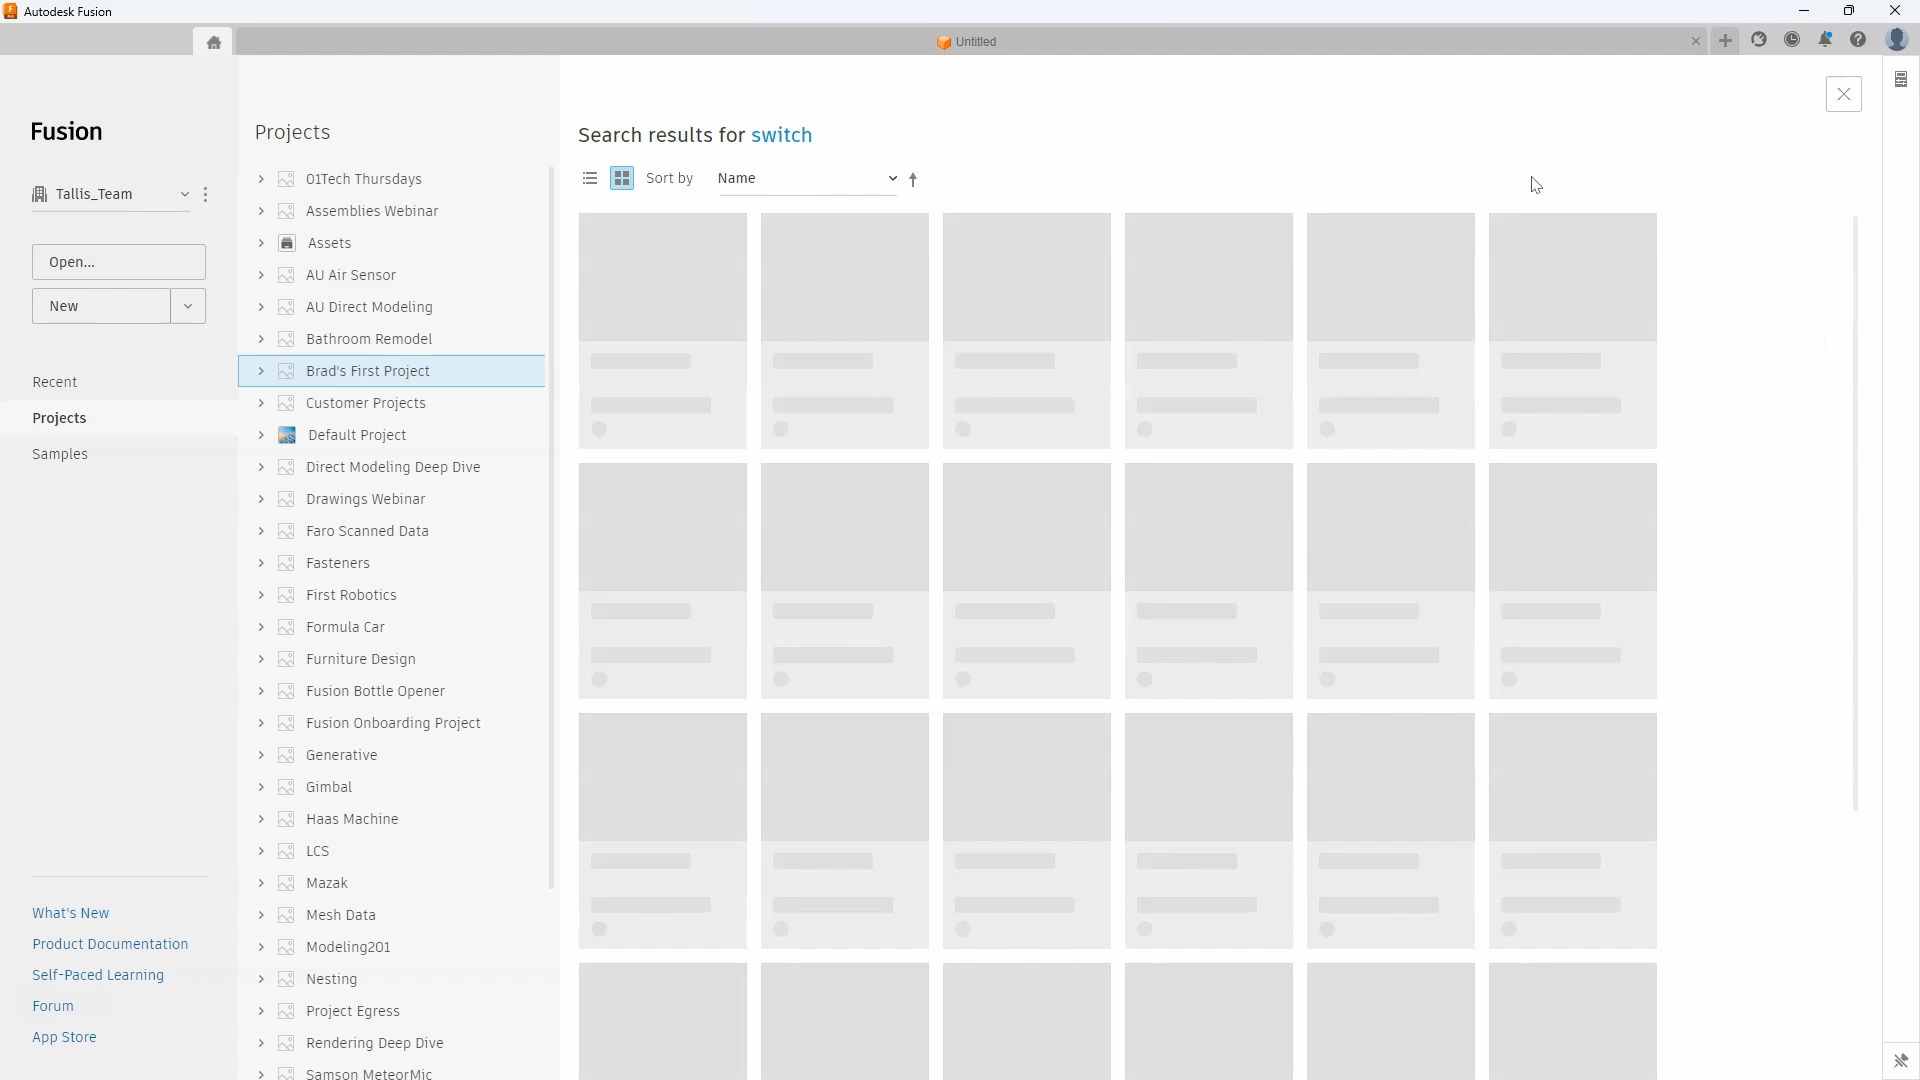 Autodesk Fusion
Untitled
Fusion
Tallis_Team
Open...
New
Recent
Projects
Samples
What's New
Product Documentation
Self-Paced Learning
Forum
App Store
Projects
01Tech Thursdays
Assemblies Webinar
Assets
AU Air Sensor
AU Direct Modeling
Bathroom Remodel
Brad's First Project
Customer Projects
Default Project
Direct Modeling Deep Dive
Drawings Webinar
Faro Scanned Data
Fasteners
First Robotics
Formula Car
Furniture Design
Fusion Bottle Opener
Fusion Onboarding Project
Generative
Gimbal
Haas Machine
LCS
Mazak
Mesh Data
Modeling201
Nesting
Project Egress
Rendering Deep Dive
Samson MeteorMic
Search results for switch
Sort by Name